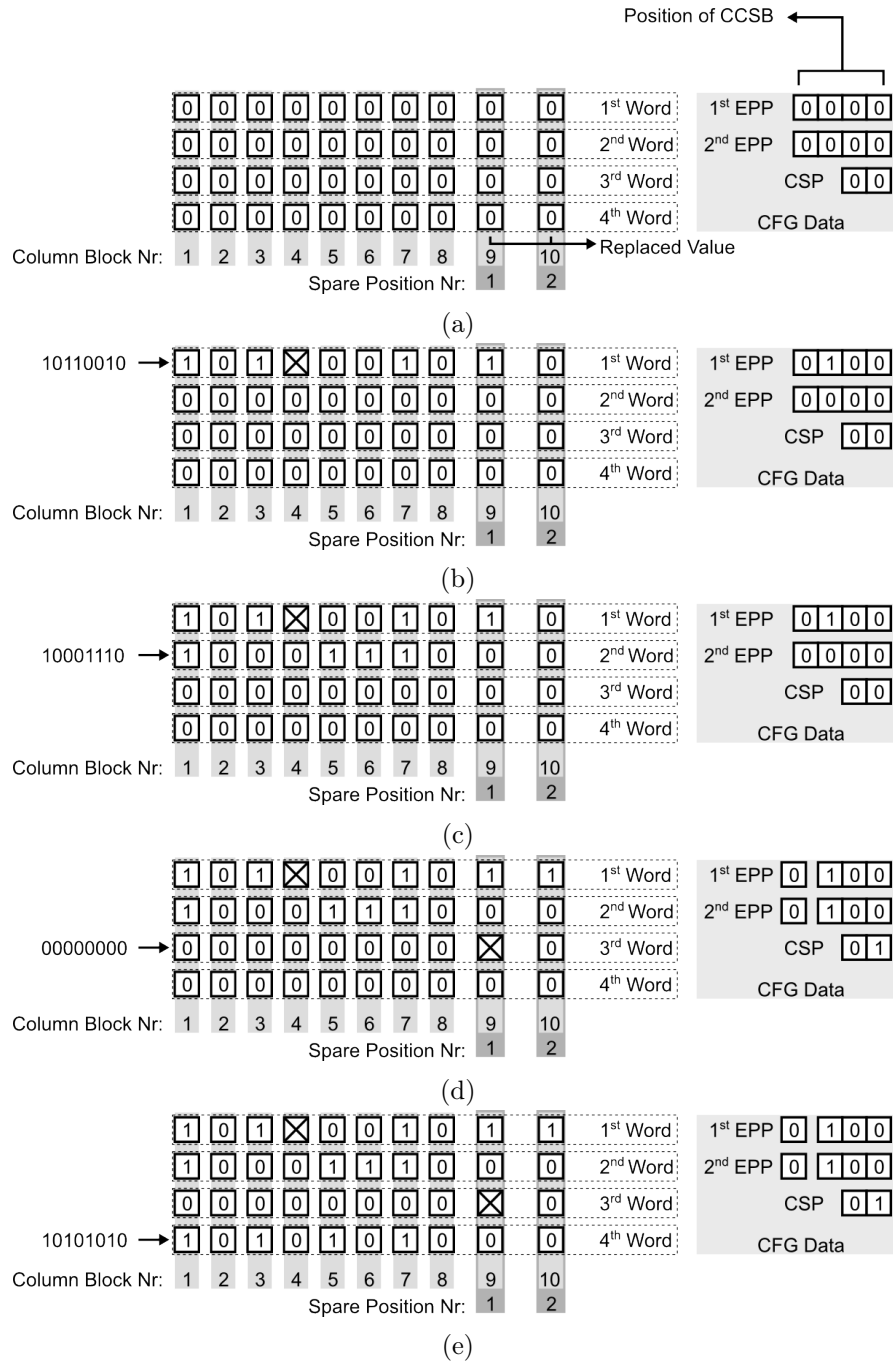 Position of CCSB
0 0 0 0 0 0 0 0 0 0 1st Word 1st EPP 0 0 0 0
0 0 0 0 0 0 0 0 0 0 2nd Word 2nd EPP 0 0 0 0
0 0 0 0 0 0 0 0 0 0 3rd Word CSP 0 0
0 0 0 0 0 0 0 0 0 0 4th Word CFG Data
Column Block Nr: 1 2 3 4 5 6 7 8 9 10 Replaced Value
Spare Position Nr: 1 2
(a)
10110010 1 0 1 0 0 1 0 1 0 1st Word 1st EPP 0 1 0 0
0 0 0 0 0 0 0 0 0 0 2nd Word 2nd EPP 0 0 0 0
0 0 0 0 0 0 0 0 0 0 3rd Word CSP 0 0
0 0 0 0 0 0 0 0 0 0 4th Word CFG Data
Column Block Nr: 1 2 3 4 5 6 7 8 9 10
Spare Position Nr: 1 2
(b)
1 0 1 0 0 1 0 1 0 1st Word 1st EPP 0 1 0 0
10001110 1 0 0 0 1 1 1 0 0 0 2nd Word 2nd EPP 0 0 0 0
0 0 0 0 0 0 0 0 0 0 3rd Word CSP 0 0
0 0 0 0 0 0 0 0 0 0 4th Word CFG Data
Column Block Nr: 1 2 3 4 5 6 7 8 9 10
Spare Position Nr: 1 2
(c)
1 0 1 0 0 1 0 1 1 1st Word 1st EPP 0 1 0 0
1 0 0 0 1 1 1 0 0 0 2nd Word 2nd EPP 0 1 0 0
00000000 0 0 0 0 0 0 0 0 0 3rd Word CSP 0 1
0 0 0 0 0 0 0 0 0 0 4th Word CFG Data
Column Block Nr: 1 2 3 4 5 6 7 8 9 10
Spare Position Nr: 1 2
(d)
1 0 1 0 0 1 0 1 1 1st Word 1st EPP 0 1 0 0
1 0 0 0 1 1 1 0 0 0 2nd Word 2nd EPP 0 1 0 0
0 0 0 0 0 0 0 0 0 3rd Word CSP 0 1
10101010 1 0 1 0 1 0 1 0 0 0 4th Word CFG Data
Column Block Nr: 1 2 3 4 5 6 7 8 9 10
Spare Position Nr: 1 2
(e)